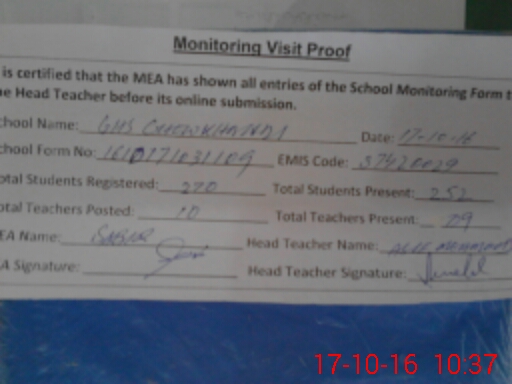 Monitoring Visit Proof
is certified that the MEA has shown all entries of the School Monitoring Form t
e Head Teacher before its online submission.
chool Name: GHS Date: 17-10-16
chool Form No: EMIS Code: 37420029
otal Students Registered: 270 Total Students Present: 252
otal Teachers Posted: 10 Total Teachers Present: 09
EA Name: BABAR Head Teacher Name:
A Signature: Head Teacher Signature:
17-10-16 10:37